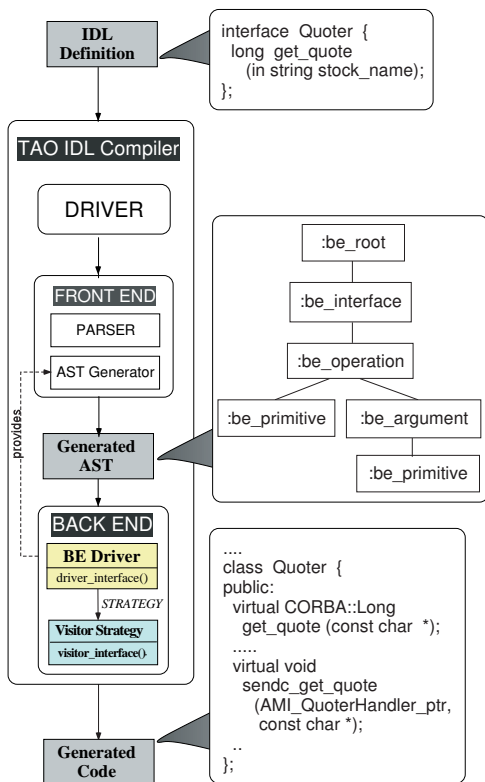 IDL
Definition
interface Quoter {
long get_quote
(in string stock_name);
};
TAO IDL Compiler
DRIVER
FRONT END
PARSER
AST Generator
provides
:be_root
:be_interface
:be_operation
:be_primitive
:be_argument
:be_primitive
Generated
AST
BACK END
BE Driver
driver_interface()
STRATEGY
Visitor Strategy
visitor_interface()
....
class Quoter {
public:
virtual CORBA::Long
get_quote (const char *);
.....
virtual void
sendc_get_quote
(AMI_QuoterHandler_ptr,
const char *);
..
};
Generated
Code